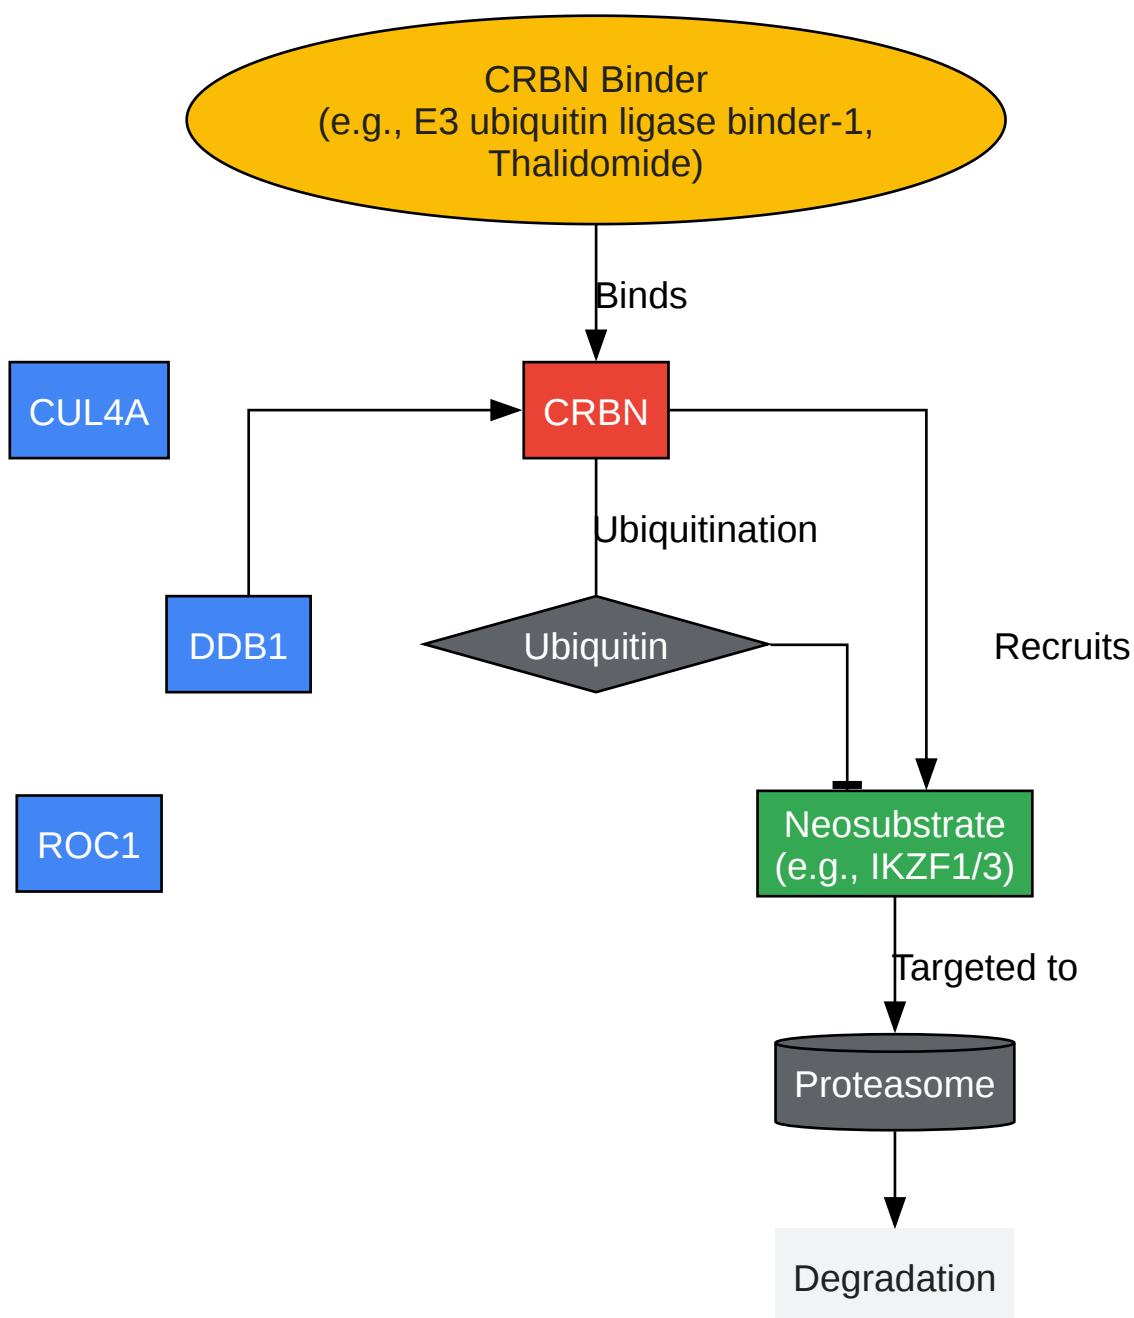 CRBN Binder
(e.g., E3 ubiquitin ligase binder-1,
Thalidomide)
Binds
CUL4A
CRBN
Ubiquitination
DDB1
Ubiquitin
Recruits
ROC1
Neosubstrate
(e.g., IKZF1/3)
Targeted to
Proteasome
Degradation